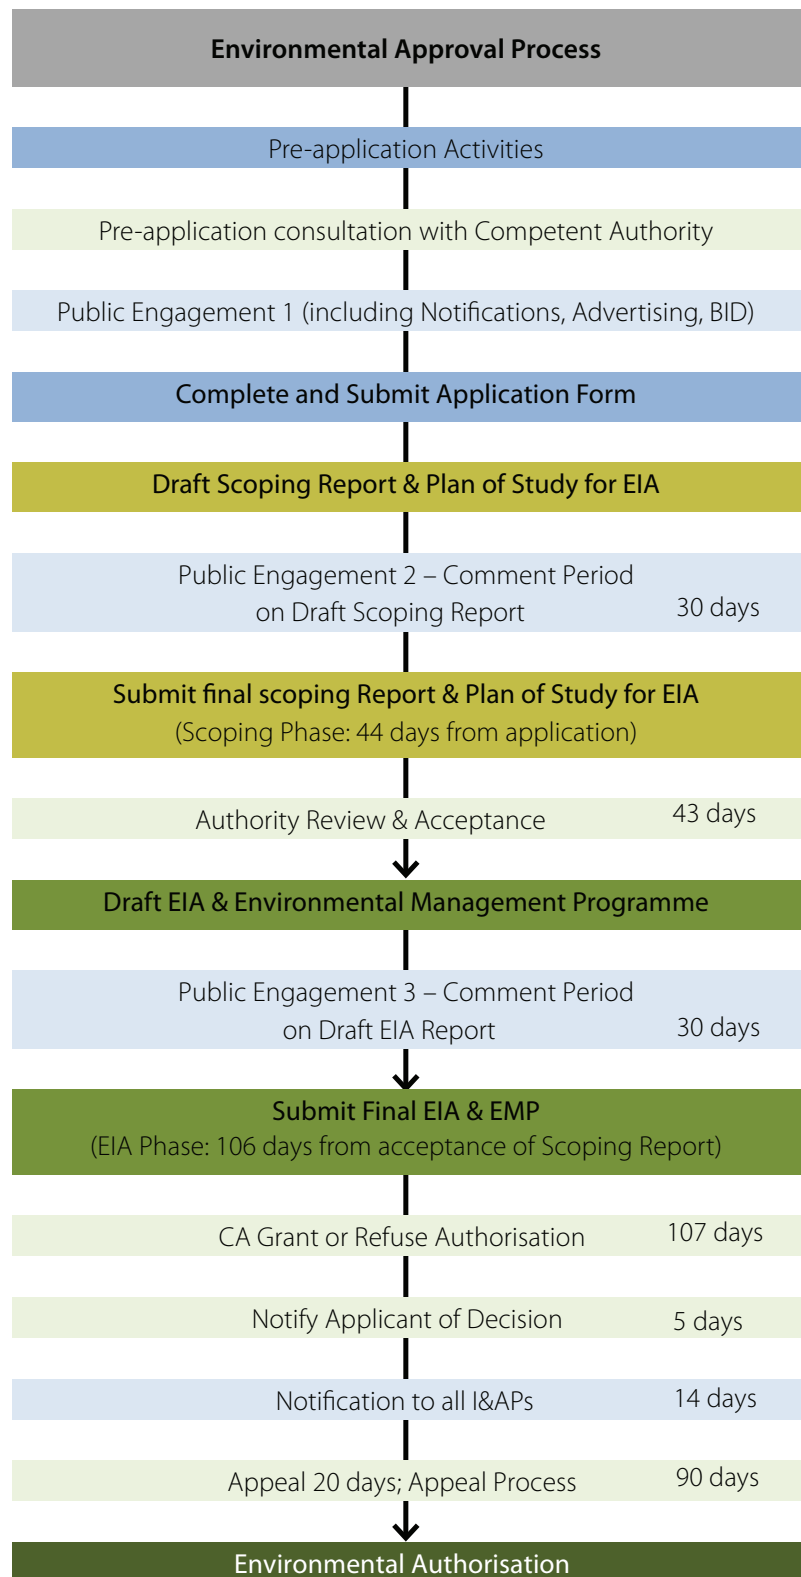 Environmental Approval Process
Pre-application Activities
Pre-application consultation with Competent Authority
Public Engagement 1 (including Notifications, Advertising, BID)
Complete and Submit Application Form
Draft Scoping Report & Plan of Study for EIA
Public Engagement 2 – Comment Period
on Draft Scoping Report 30 days
Submit final scoping Report & Plan of Study for EIA
(Scoping Phase: 44 days from application)
Authority Review & Acceptance 43 days
Draft EIA & Environmental Management Programme
Public Engagement 3 – Comment Period
on Draft EIA Report 30 days
Submit Final EIA & EMP
(EIA Phase: 106 days from acceptance of Scoping Report)
CA Grant or Refuse Authorisation 107 days
Notify Applicant of Decision 5 days
Notification to all I&APs 14 days
Appeal 20 days; Appeal Process 90 days
Environmental Authorisation